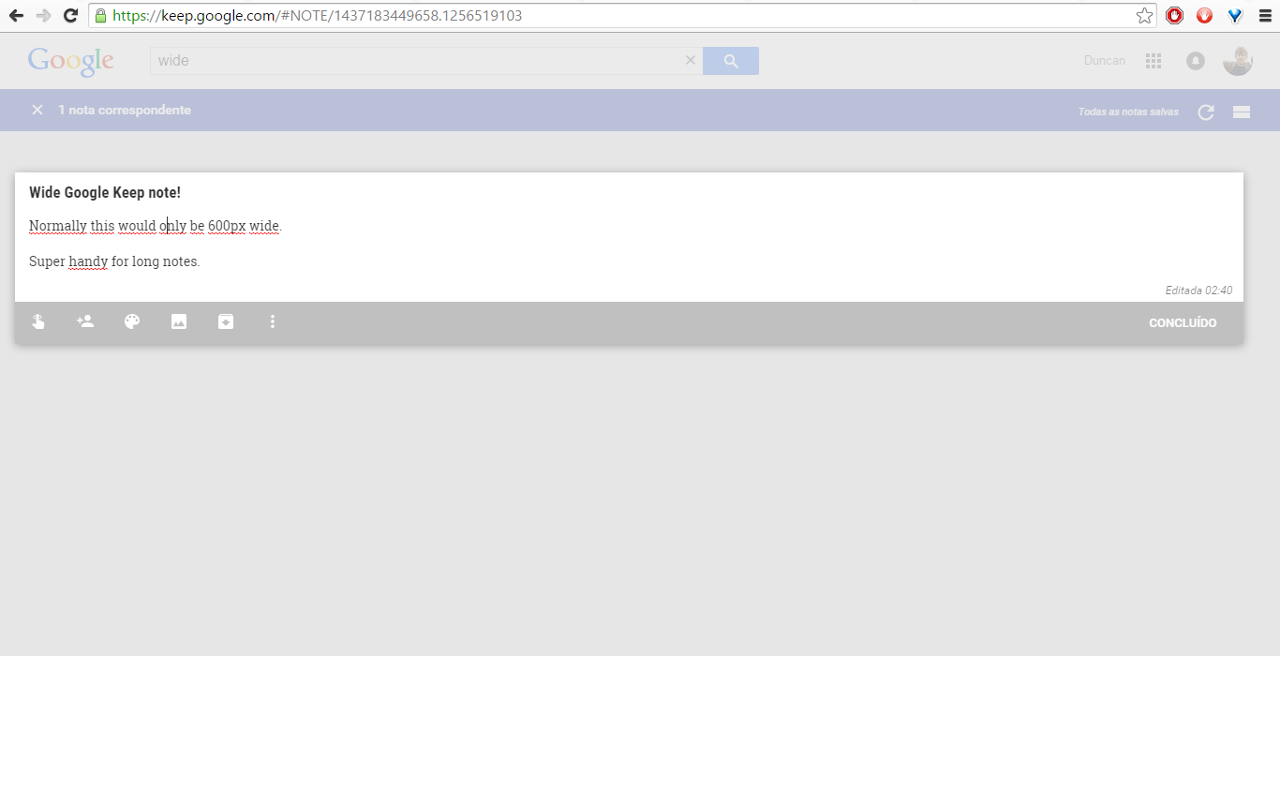 https://keep.google.com/#NOTE/1437183449658.1256519103
Google
wide
Duncan
1 nota correspondente
Todas as notas salvas
Wide Google Keep note!
Normally this would only be 600px wide.
Super handy for long notes.
Editada 02:40
CONCLUÍDO